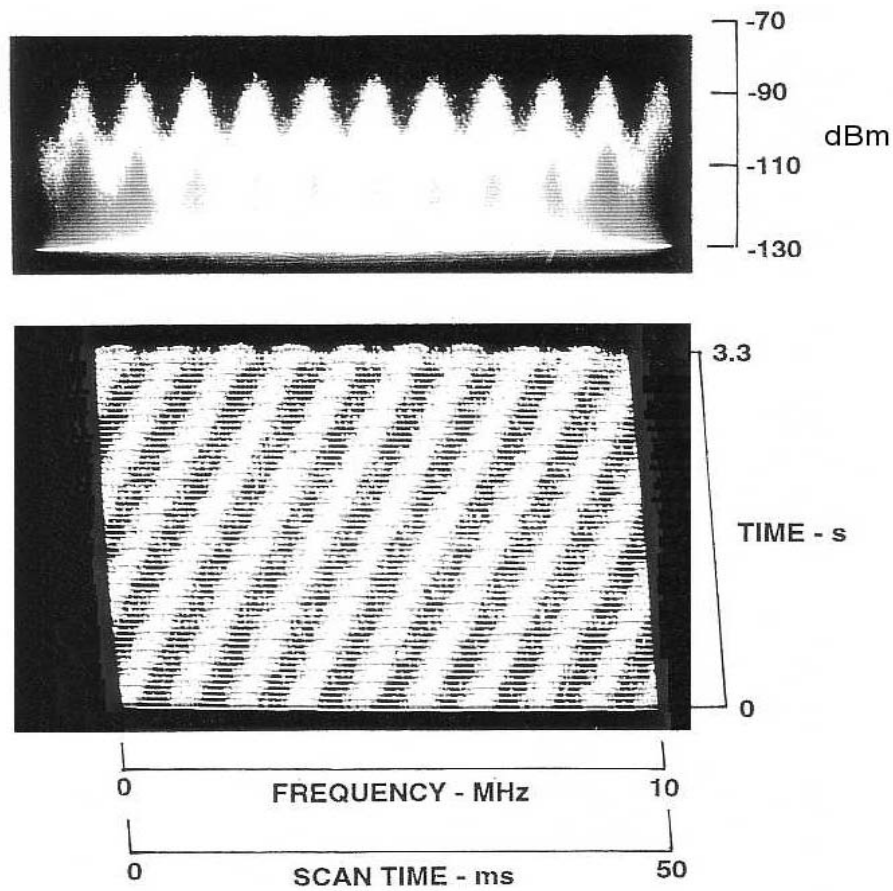 -70
-90
dBm
-110
-130
3.3
TIME - s
0
0
10
FREQUENCY - MHz
0
50
SCAN TIME - ms